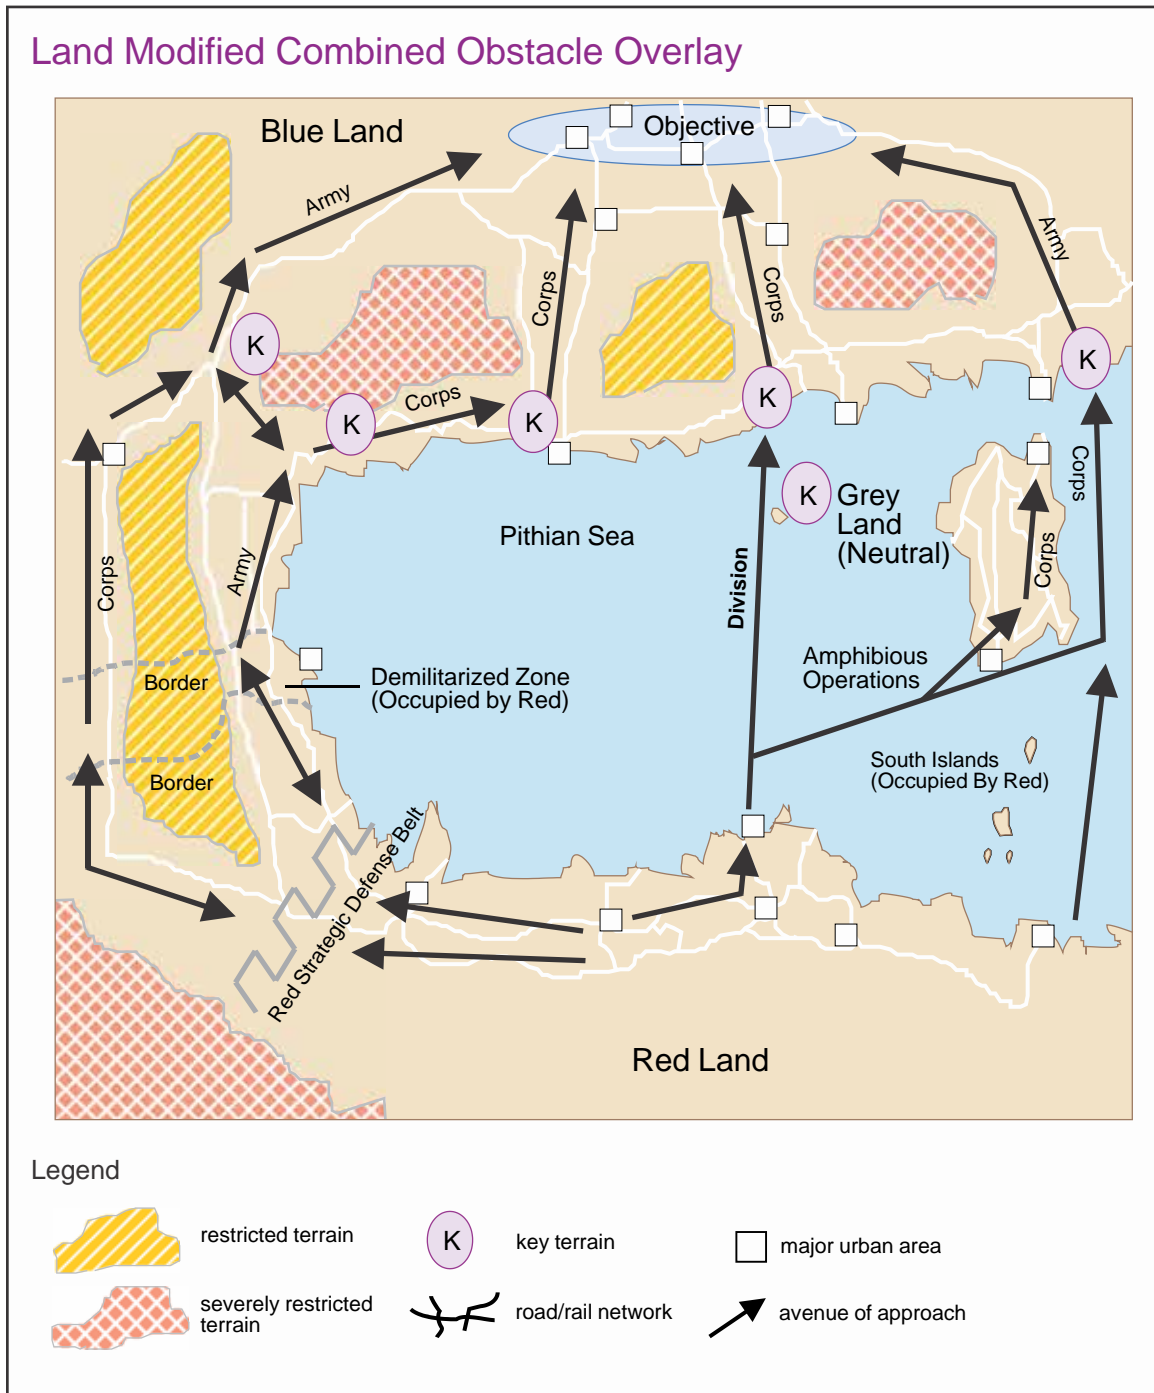 Land Modified Combined Obstacle Overlay
Blue Land
Objective
Army
Army
Corps
Corps
K
K
Corps
K
K
K
K
Grey
Land
(Neutral)
Corps
Pithian Sea
Corps
Army
Division
Corps
Border
Demilitarized Zone
(Occupied by Red)
Amphibious
Operations
Border
South Islands
(Occupied By Red)
Red Strategic Defense Belt
Red Land
Legend
restricted terrain
K
key terrain
major urban area
severely restricted
terrain
road/rail network
avenue of approach